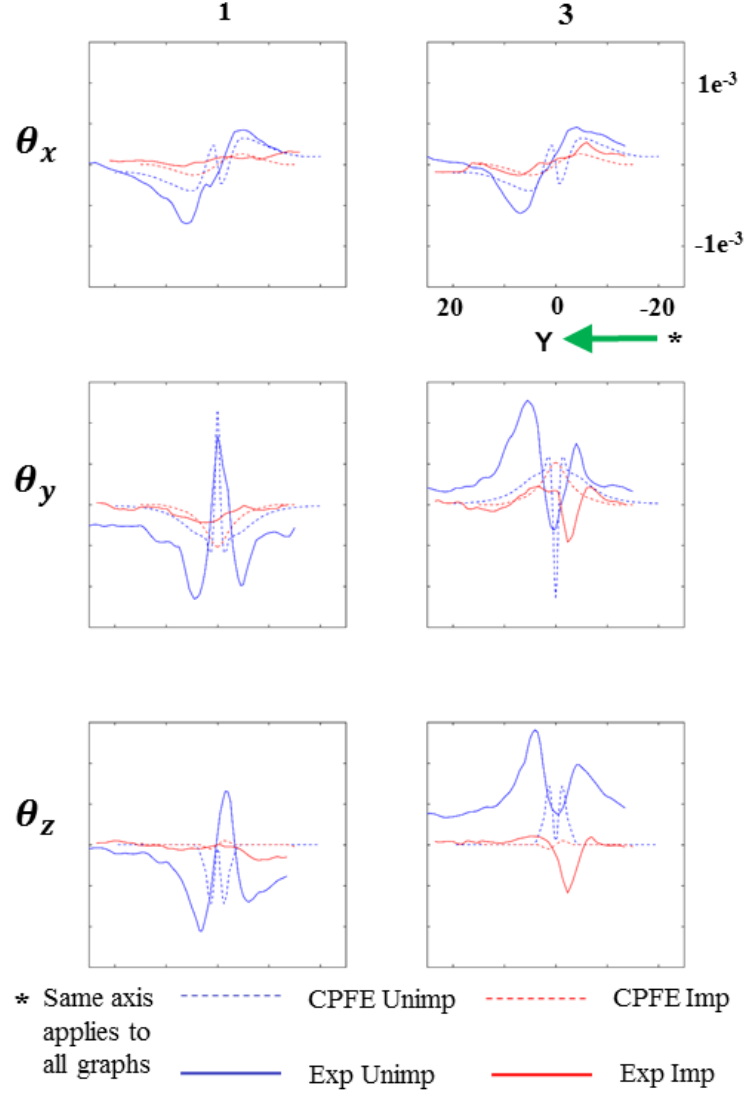 1 3
θx
1e-3
-1e-3
20 0 -20
Y *
θy
θz
* Same axis applies to all graphs
CPFE Unimp
CPFE Imp
Exp Unimp
Exp Imp